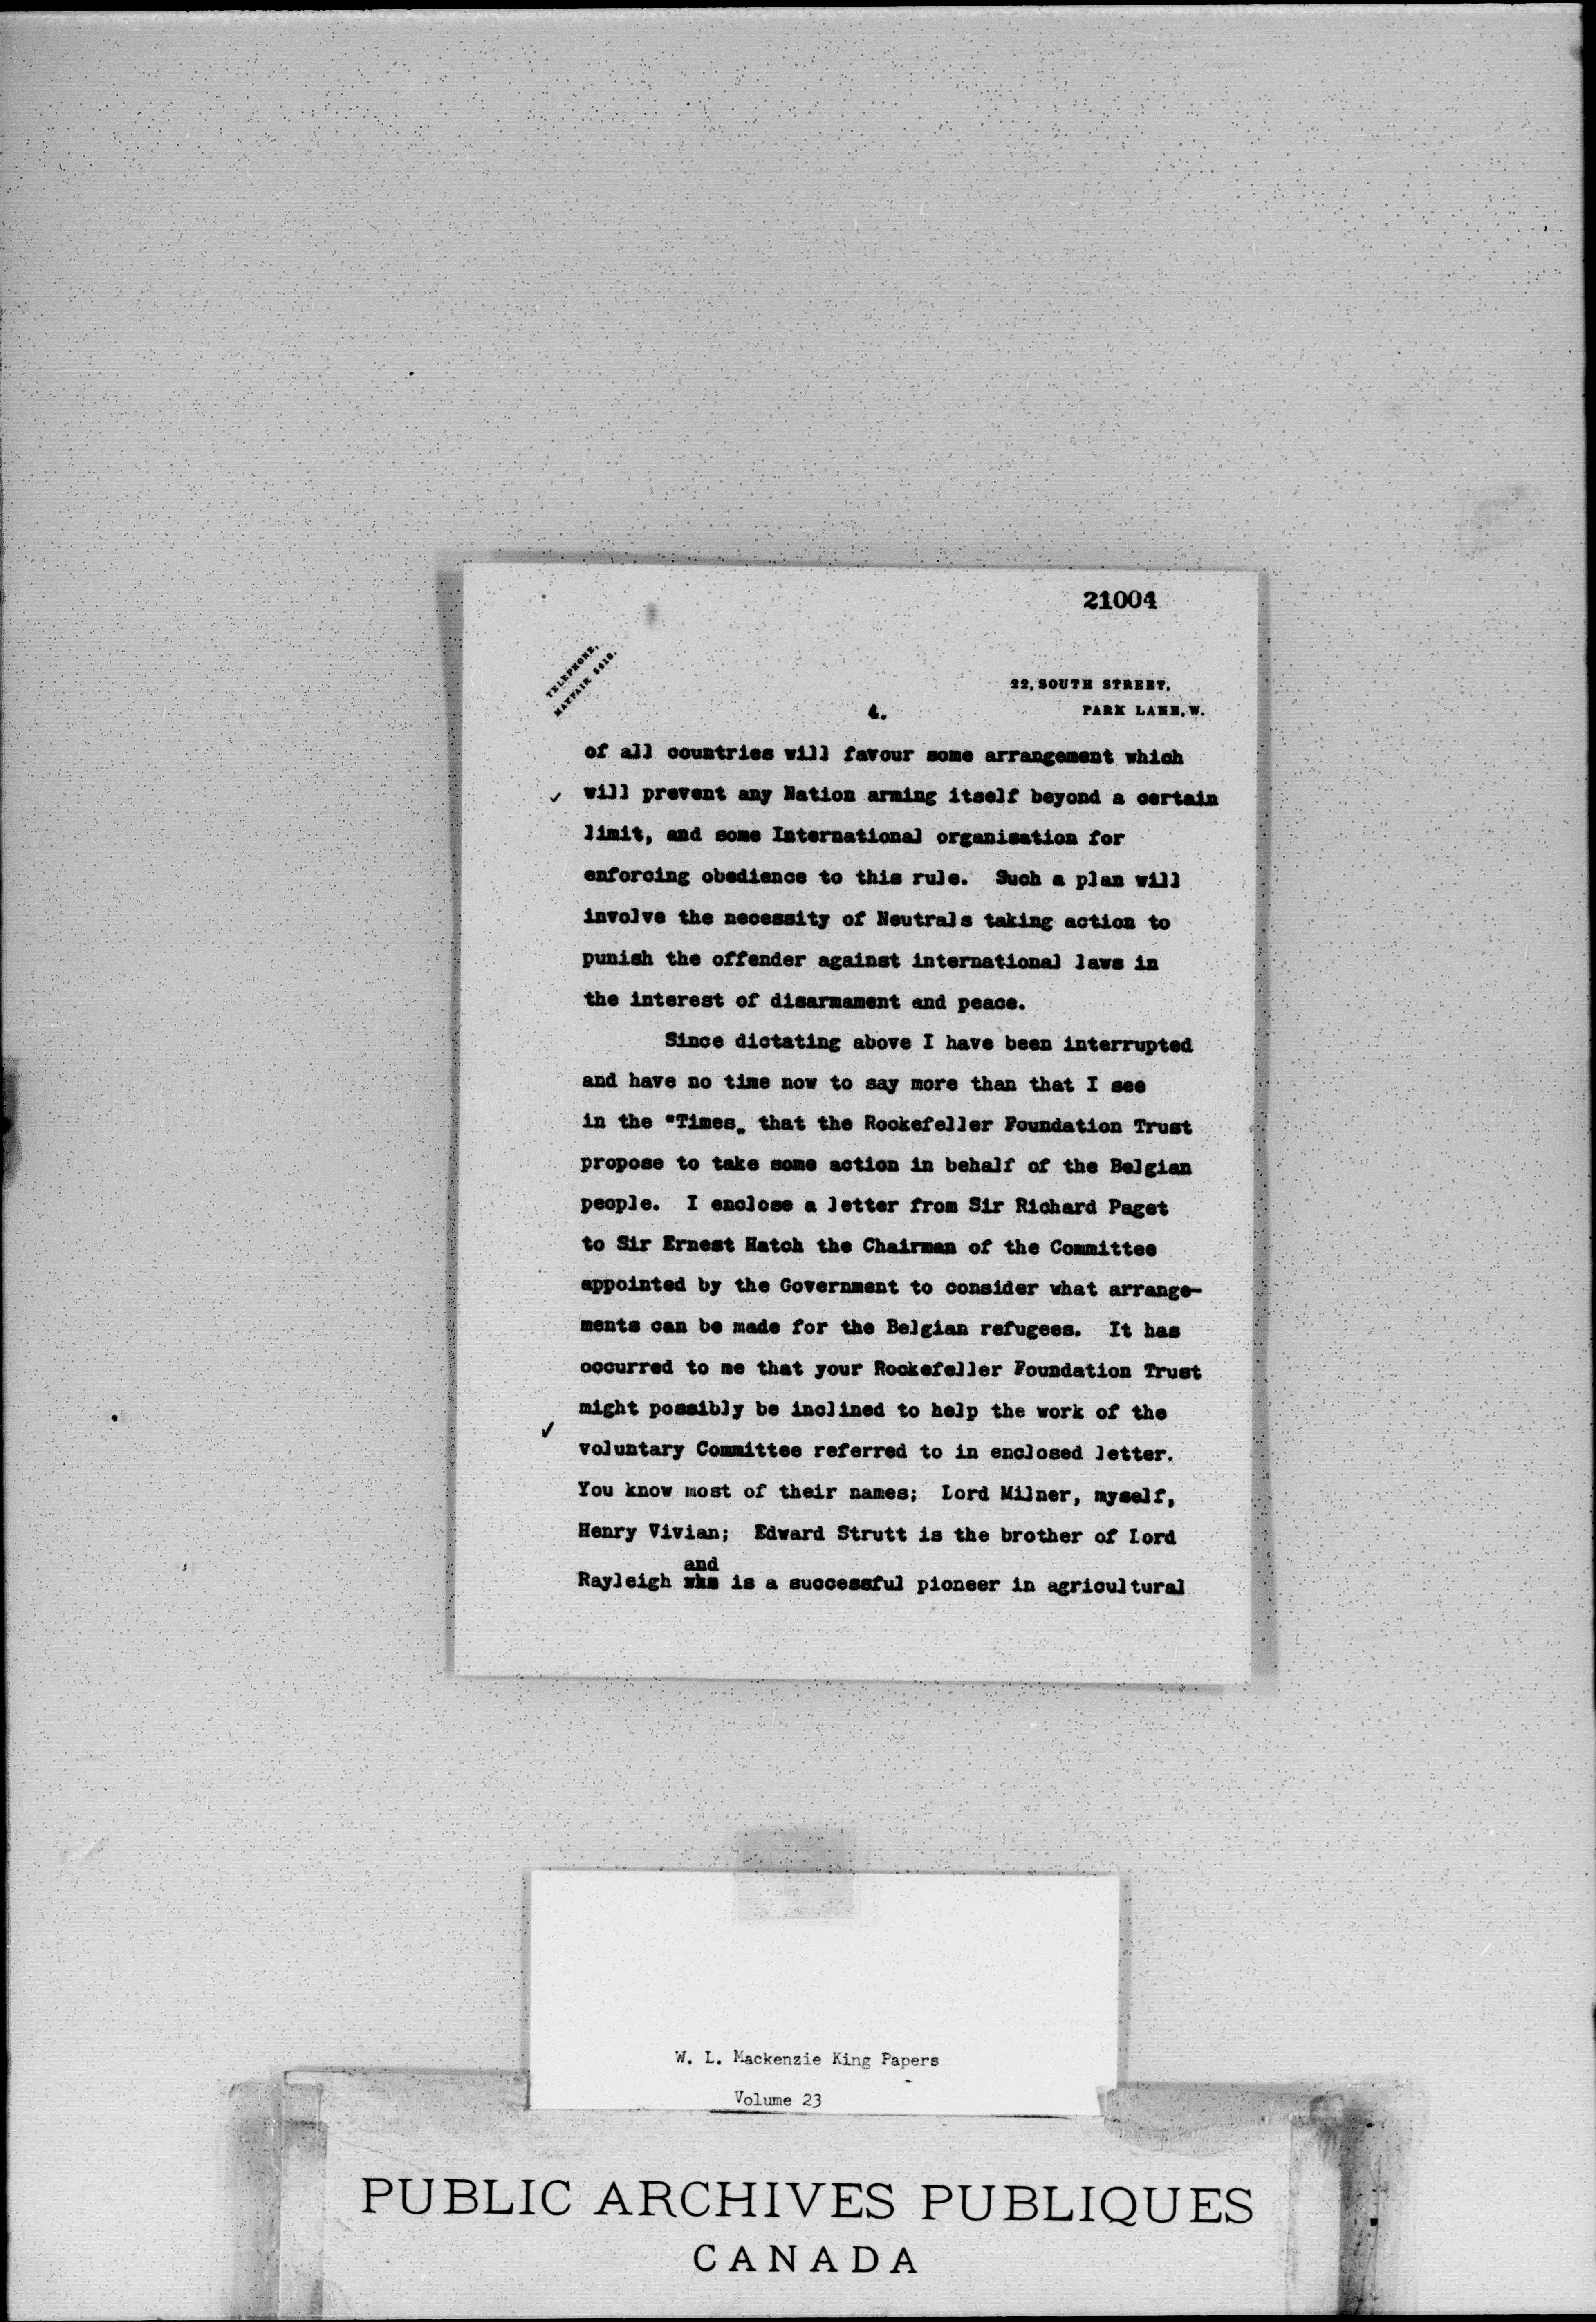 21004
TELEPHONE,
MAYFAIR 5610.
22, SOUTH STREET,
PARK LANE, W.
4.
of all countries will favour some arrangement which
will prevent any Nation arming itself beyond a certain
limit, and some International organisation for
enforcing obedience to this rule. Such a plan will
involve the necessity of Neutrals taking action to
punish the offender against international laws in
the interest of disarmament and peace.
Since dictating above I have been interrupted
and have no time now to say more than that I see
in the "Times„ that the Rockefeller Foundation Trust
propose to take some action in behalf of the Belgian
people. I enclose a letter from Sir Richard Paget
to Sir Ernest Hatch the Chairman of the Committee
appointed by the Government to consider what arrange-
ments can be made for the Belgian refugees. It has
occurred to me that your Rockefeller Foundation Trust
might possibly be inclined to help the work of the
voluntary Committee referred to in enclosed letter.
You know most of their names; Lord Milner, myself,
Henry Vivian; Edward Strutt is the brother of Lord
and
Rayleigh is a successful pioneer in agricultural
W. L. Mackenzie King Papers
Volume 23
PUBLIC ARCHIVES PUBLIQUES
CANADA